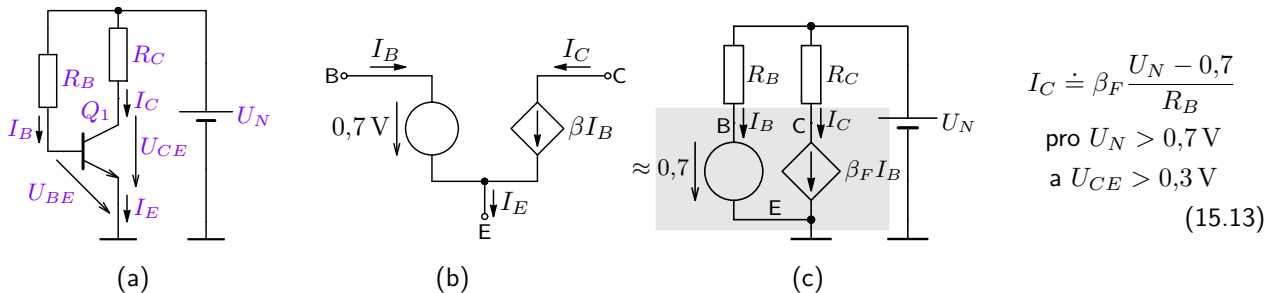 R_B
R_C
I_B
Q_1
I_C
U_CE
U_BE
I_E
U_N
(a)
I_B
I_C
B
C
0,7 V
βI_B
I_E
E
(b)
R_B
R_C
B
I_B
C
I_C
U_N
≈ 0,7
β_F I_B
E
(c)
I_C ≐ β_F \frac{U_N − 0,7}{R_B}
pro U_N > 0,7 V
a U_CE > 0,3 V
(15.13)